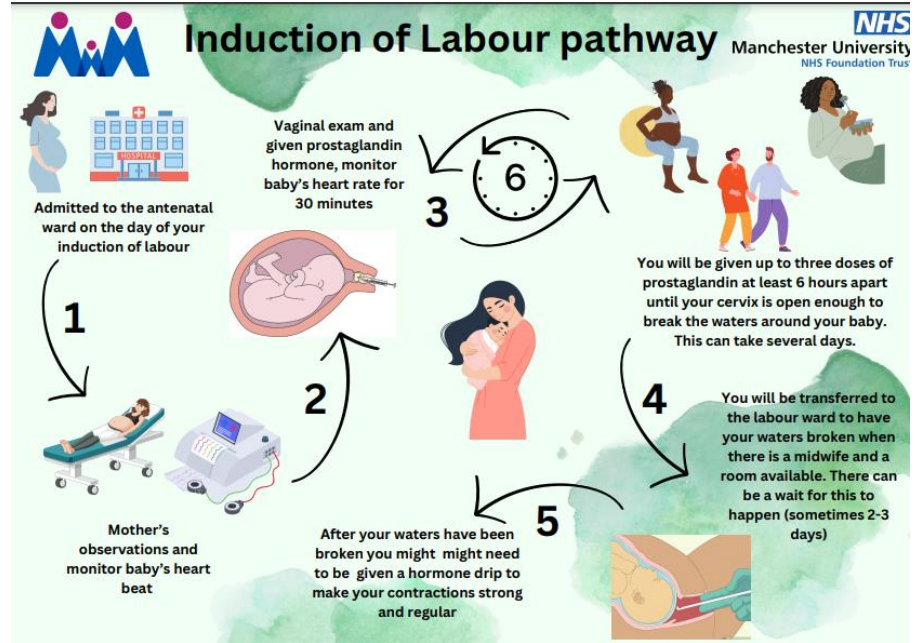 Induction of Labour pathway
NHS
Manchester University
NHS Foundation Trust
HOSPITAL
Admitted to the antenatal
ward on the day of your
induction of labour
1
Mother's
observations and
monitor baby's heart
beat
2
Vaginal exam and
given prostaglandin
hormone, monitor
baby's heart rate for
30 minutes
3
6
You will be given up to three doses of
prostaglandin at least 6 hours apart
until your cervix is open enough to
break the waters around your baby.
This can take several days.
4
You will be transferred to
the labour ward to have
your waters broken when
there is a midwife and a
room available. There can
be a wait for this to
happen (sometimes 2-3
days)
5
After your waters have been
broken you might might need
to be given a hormone drip to
make your contractions strong
and regular